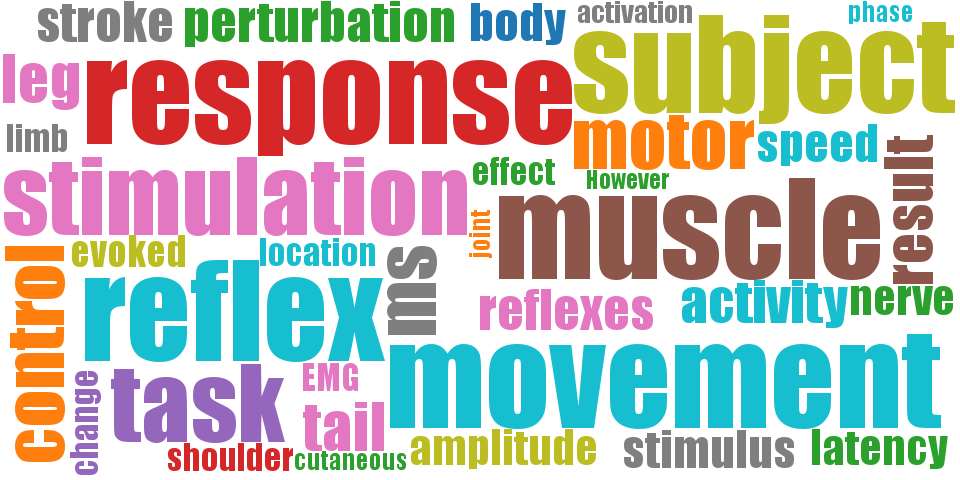 stroke
perturbation
body
activation
phase
leg
response
subject
limb
motor
speed
result
stimulation
effect
However
joint
muscle
control
evoked
location
ms
reflex
reflexes
activity
nerve
movement
change
task
EMG
tail
shoulder
cutaneous
amplitude
stimulus
latency